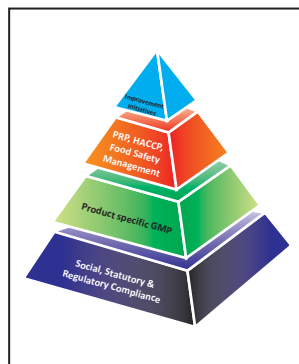 Improvement
Initiatives
PRP, HACCP,
Food Safety
Management
Product specific GMP
Social, Statutory &
Regulatory Compliance